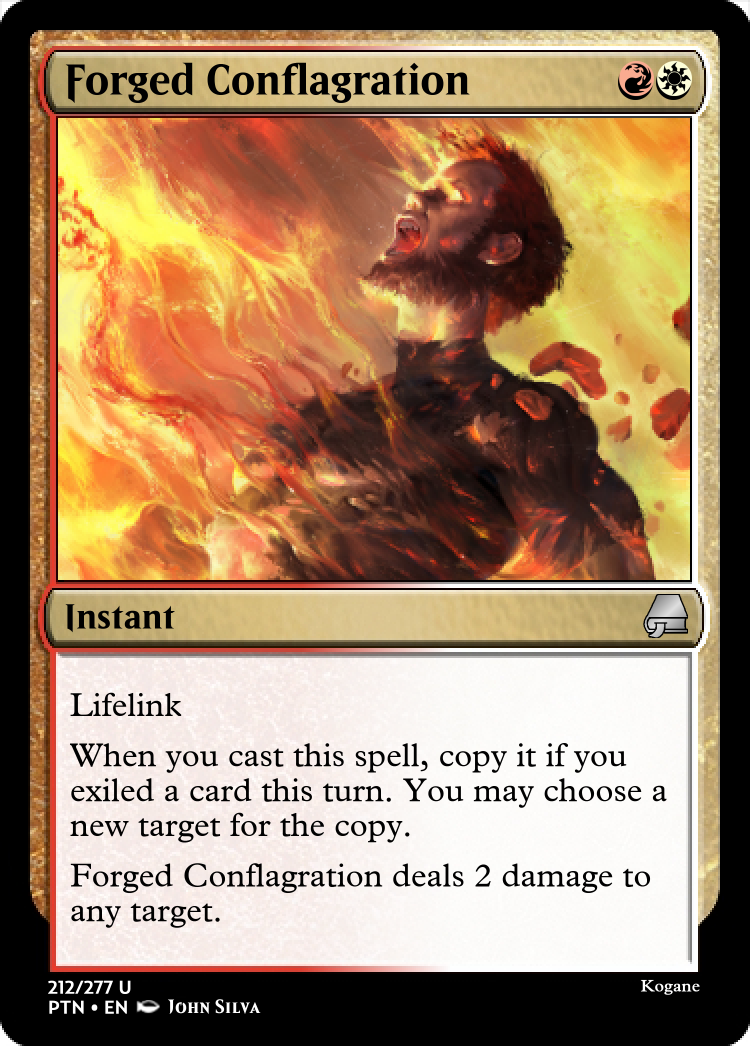 Forged Conflagration
Instant
Lifelink
When you cast this spell, copy it if you
exiled a card this turn. You may choose a
new target for the copy.
Forged Conflagration deals 2 damage to
any target.
212/277 U
Kogane
PTN • EN John Silva